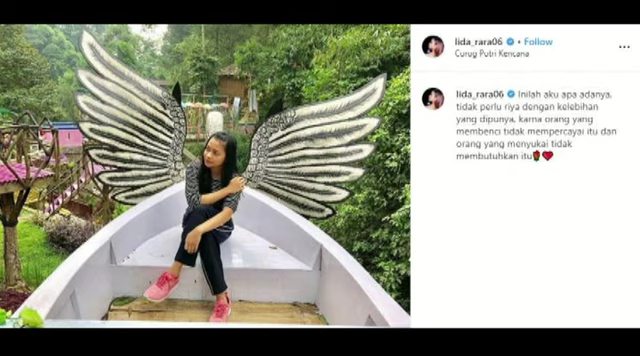 lida_rara06 • Follow
Curug Putri Kencana
...
lida_rara06 Inilah aku apa adanya,
tidak perlu riya dengan kelebihan
yang dipunya, karna orang yang
membenci tidak mempercayai itu dan
orang yang menyukai tidak
membutuhkan itu🌹❤️